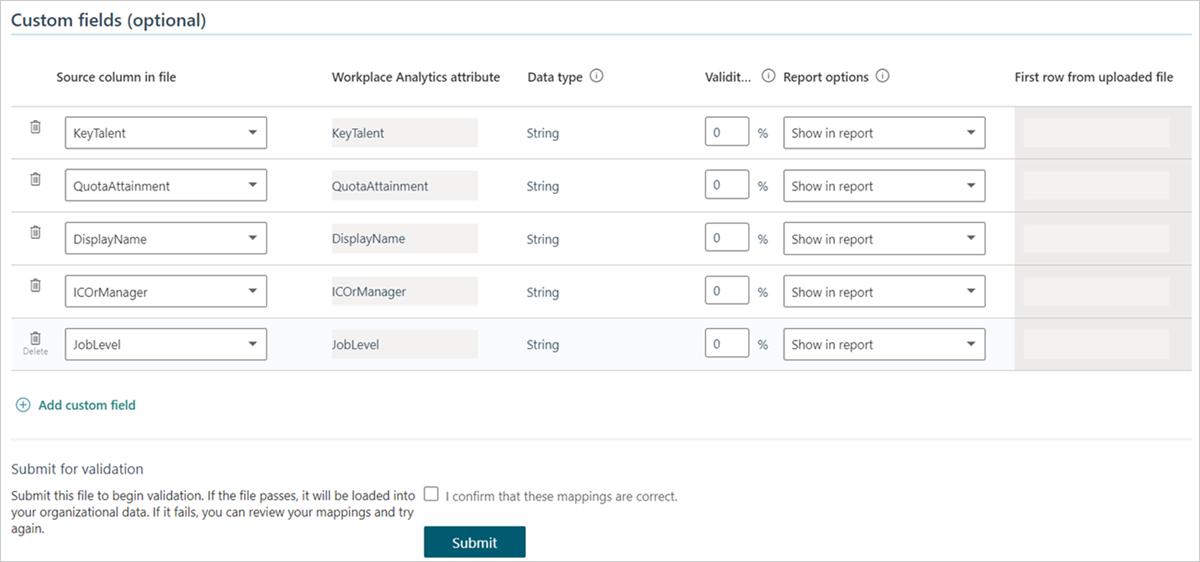 Custom fields (optional)
Source column in file Workplace Analytics attribute Data type Validit... Report options First row from uploaded file
KeyTalent KeyTalent String 0 % Show in report
QuotaAttainment QuotaAttainment String 0 % Show in report
DisplayName DisplayName String 0 % Show in report
ICOrManager ICOrManager String 0 % Show in report
JobLevel JobLevel String 0 % Show in report
Delete
Add custom field
Submit for validation
Submit this file to begin validation. If the file passes, it will be loaded into
your organizational data. If it fails, you can review your mappings and try
again.
I confirm that these mappings are correct.
Submit